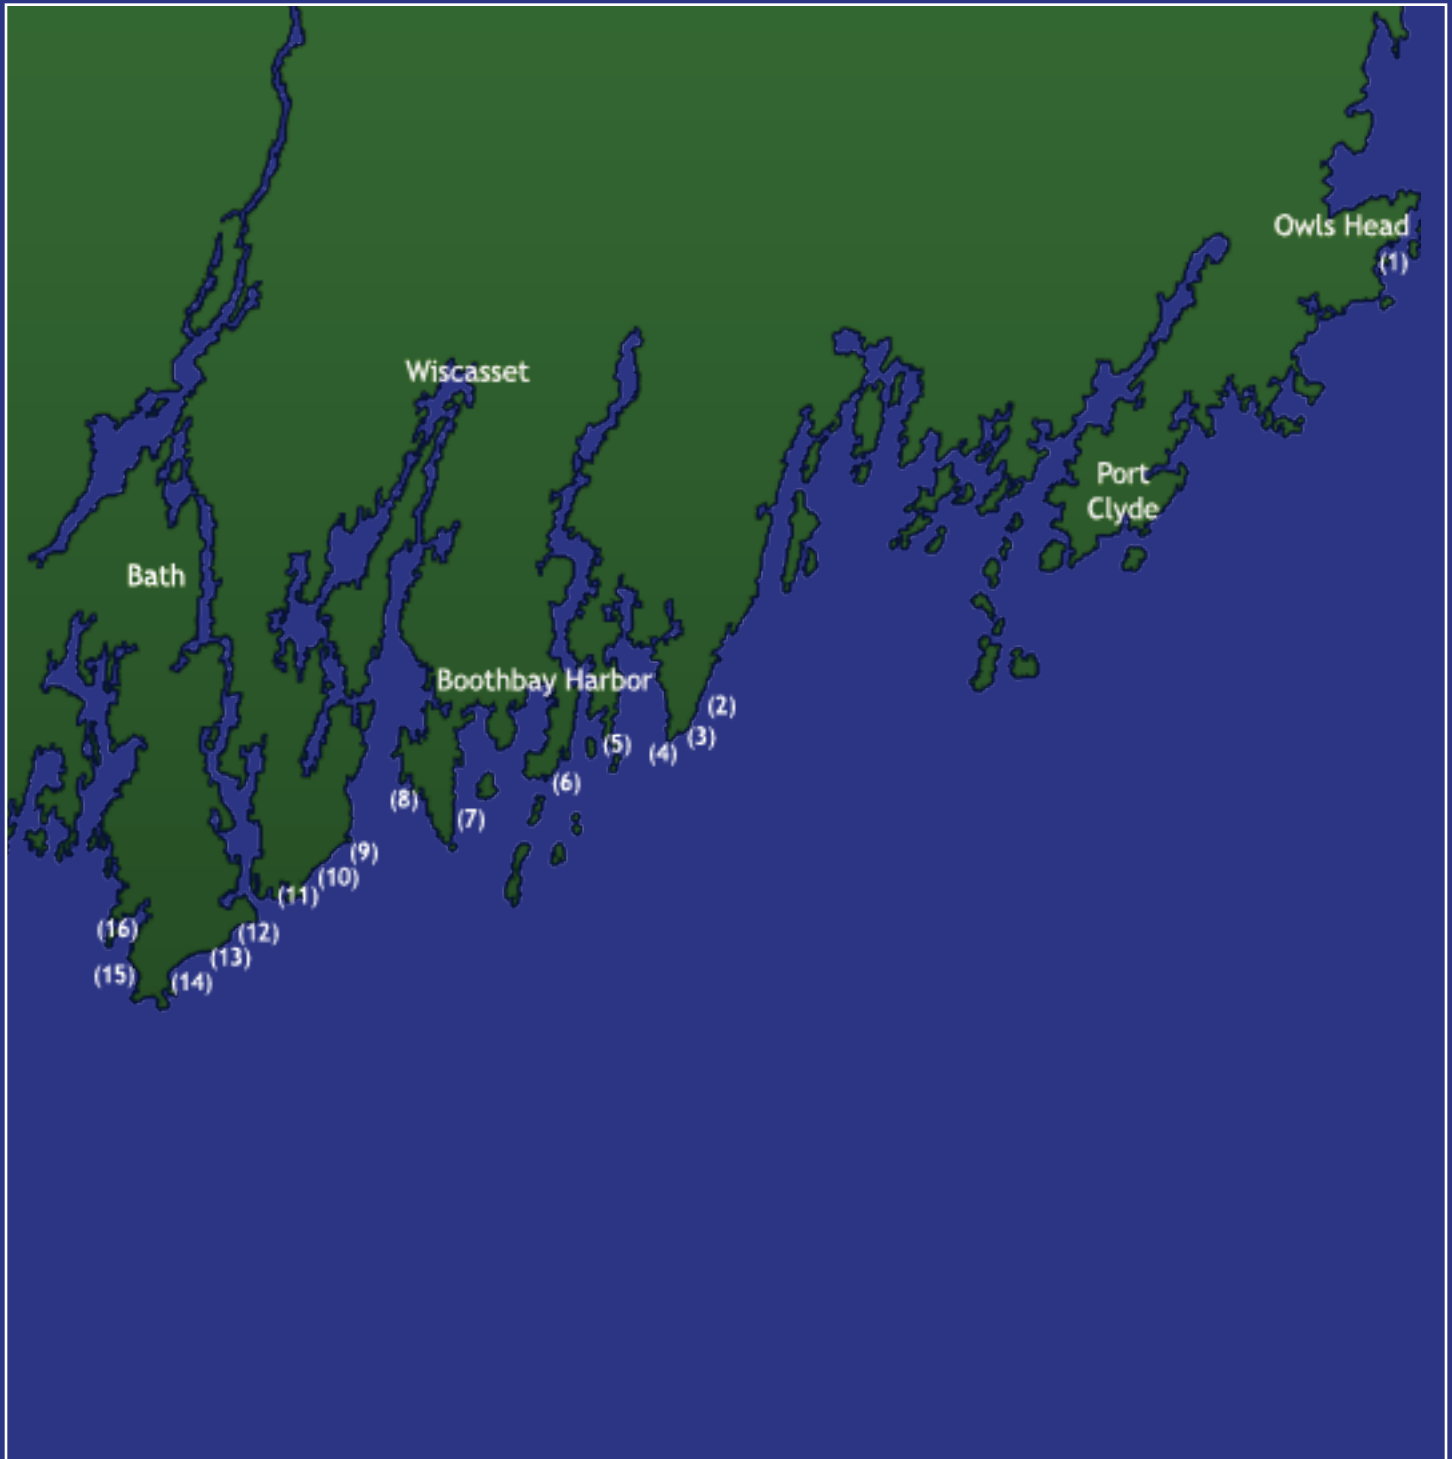 Owls Head
(1)
Wiscasset
Port
Clyde
Bath
Boothbay Harbor
(2)
(3)
(4)
(5)
(6)
(7)
(8)
(9)
(10)
(11)
(12)
(13)
(14)
(15)
(16)